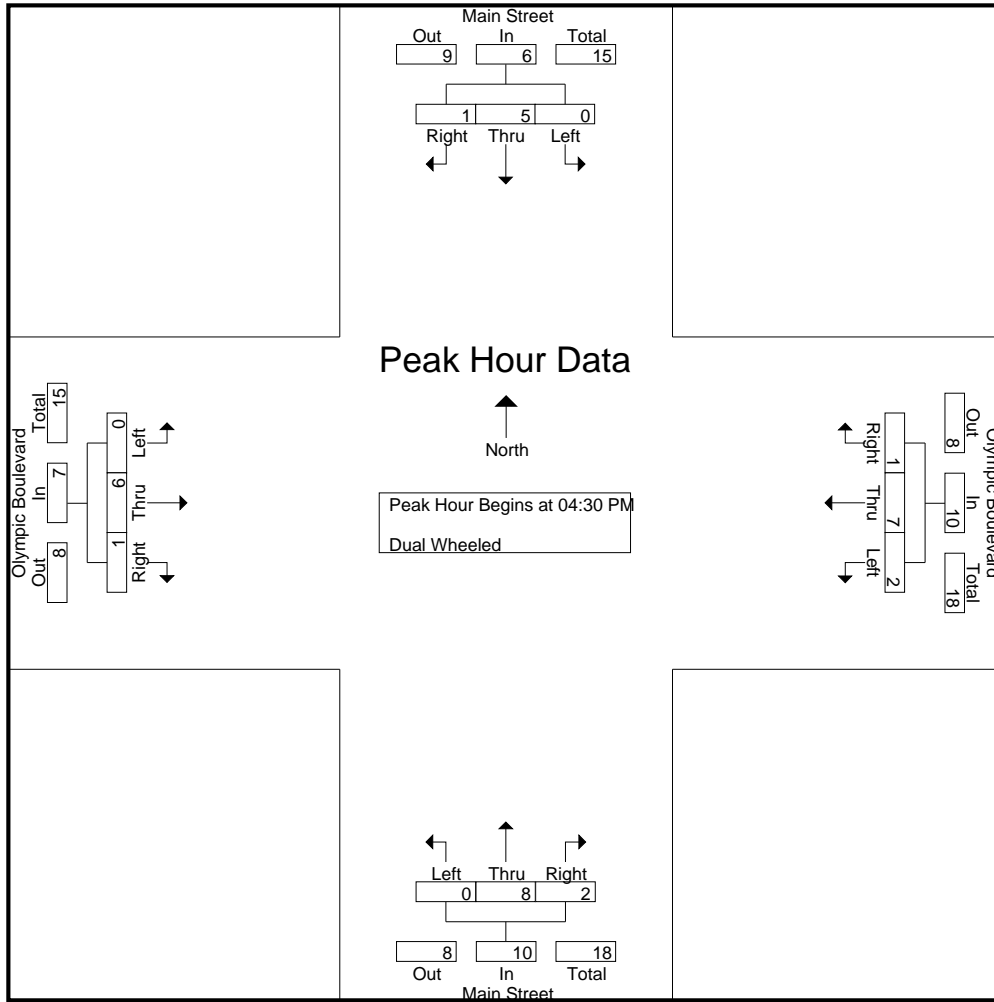 Main Street
Out In Total
9 6 15
1 5 0
Right Thru Left
Peak Hour Data
North
Peak Hour Begins at 04:30 PM
Dual Wheeled
Olympic Boulevard
Out In Total
8 7 15
Right Thru Left
1 6 0
Olympic Boulevard
Out In Total
8 10 18
1 7 2
Right Thru Left
Left Thru Right
0 8 2
8 10 18
Out In Total
Main Street